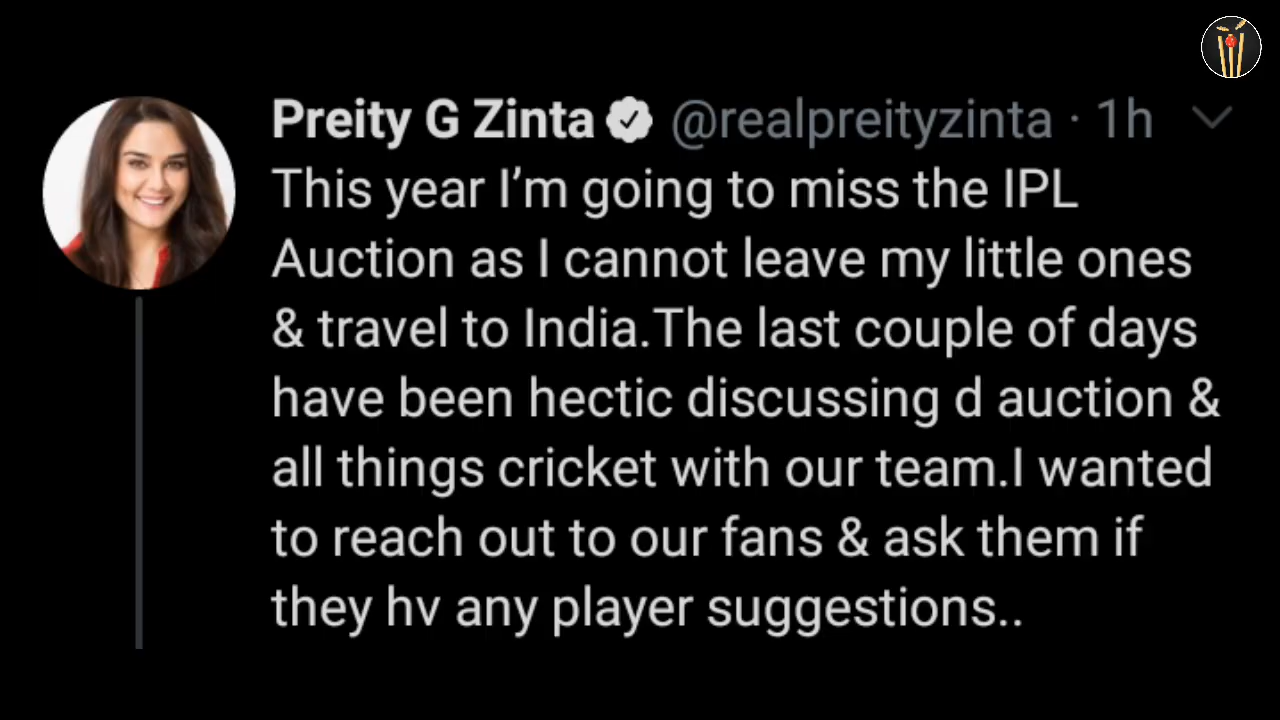 Preity G Zinta @realpreityzinta · 1h
This year I’m going to miss the IPL
Auction as I cannot leave my little ones
& travel to India.The last couple of days
have been hectic discussing d auction &
all things cricket with our team.I wanted
to reach out to our fans & ask them if
they hv any player suggestions..